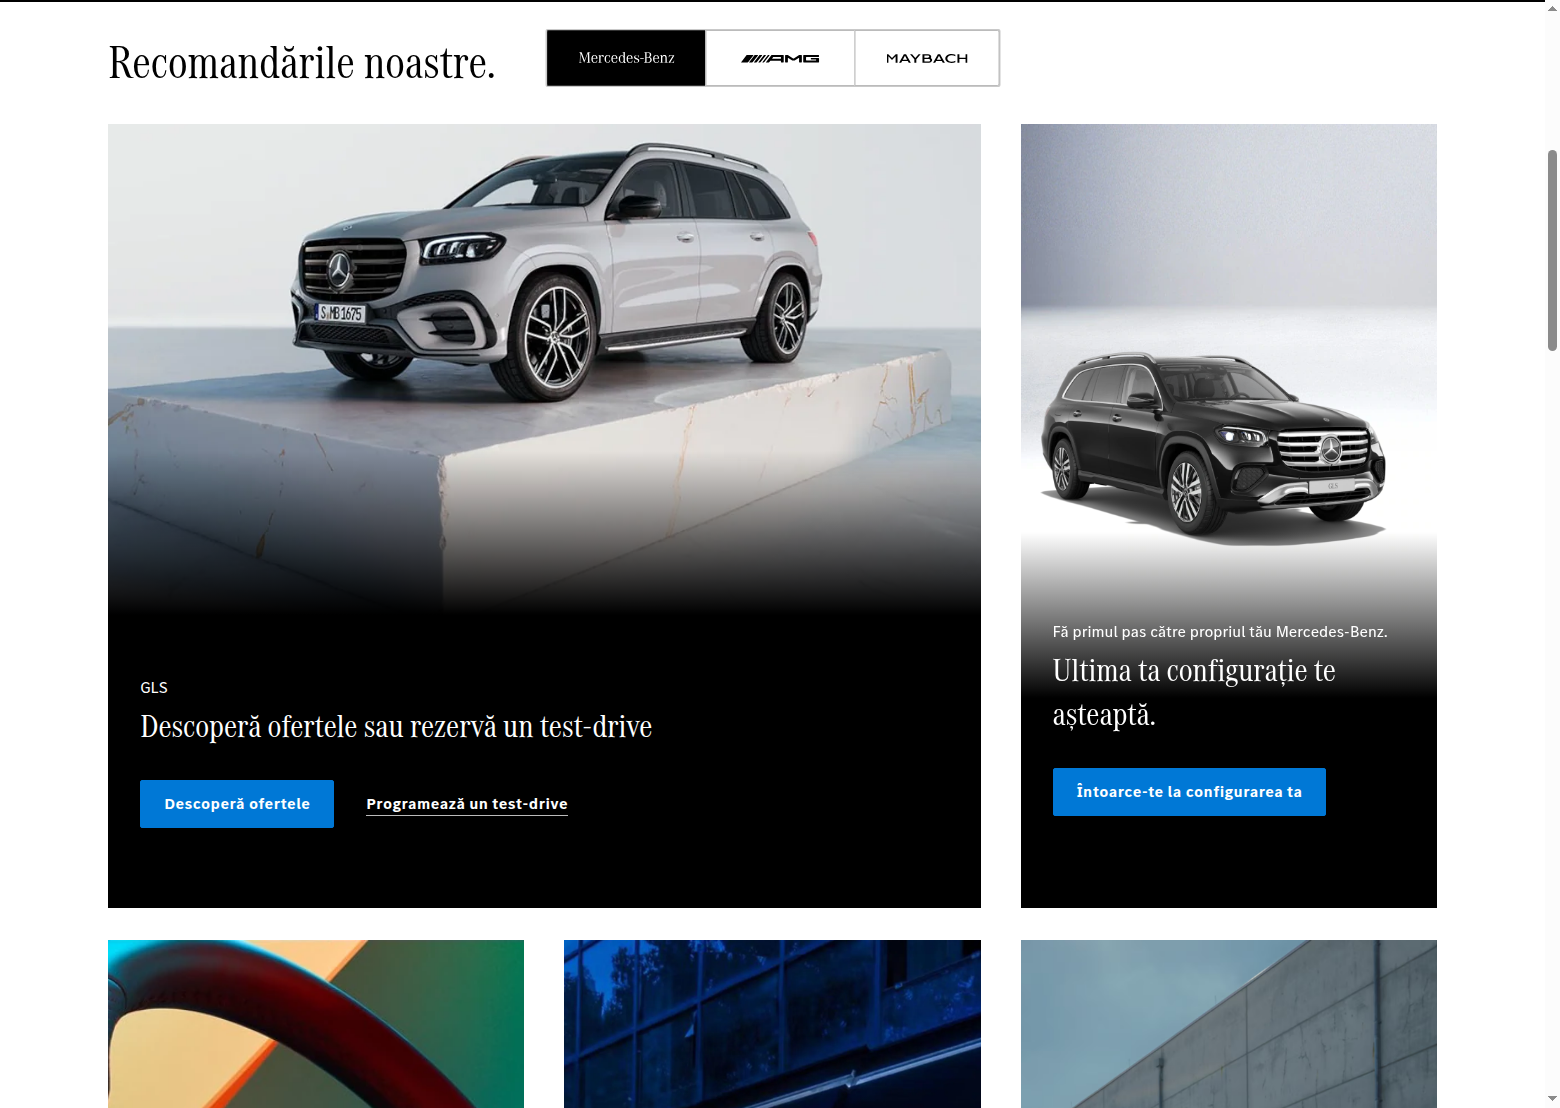 Recomandările noastre.
Mercedes-Benz
AMG
MAYBACH
S MB 1675
GLS
GLS
Descoperă ofertele sau rezervă un test-drive
Descoperă ofertele
Programează un test-drive
Fă primul pas către propriul tău Mercedes-Benz.
Ultima ta configurație te
așteaptă.
Întoarce-te la configurarea ta